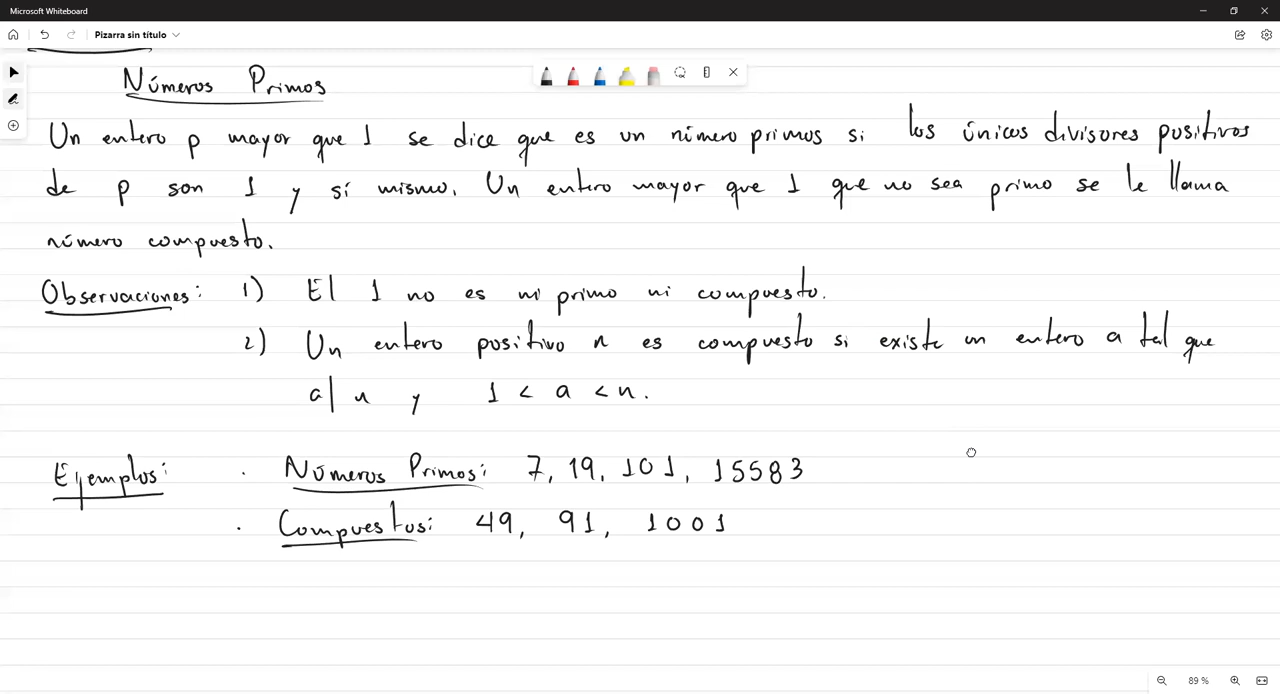 Microsoft Whiteboard
Pizarra sin título
Números Primos
Un entero p mayor que 1 se dice que es un número primos si los únicos divisores positivos
de p son 1 y sí mismo. Un entero mayor que 1 que no sea primo se le llama
número compuesto.
Observaciones: 1) El 1 no es ni primo ni compuesto.
2) Un entero positivo n es compuesto si existe un entero a tal que
a|n y 1 < a < n.
Ejemplos: · Números Primos: 7, 19, 101, 15583
· Compuestos: 49, 91, 1001
89 %